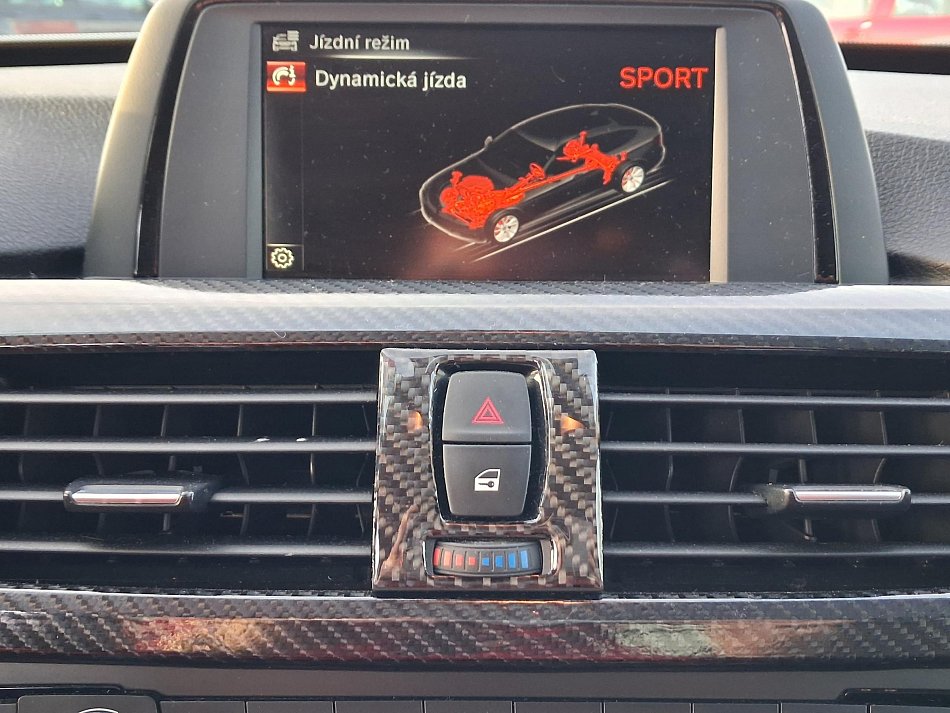 Jízdní režim
Dynamická jízda
SPORT